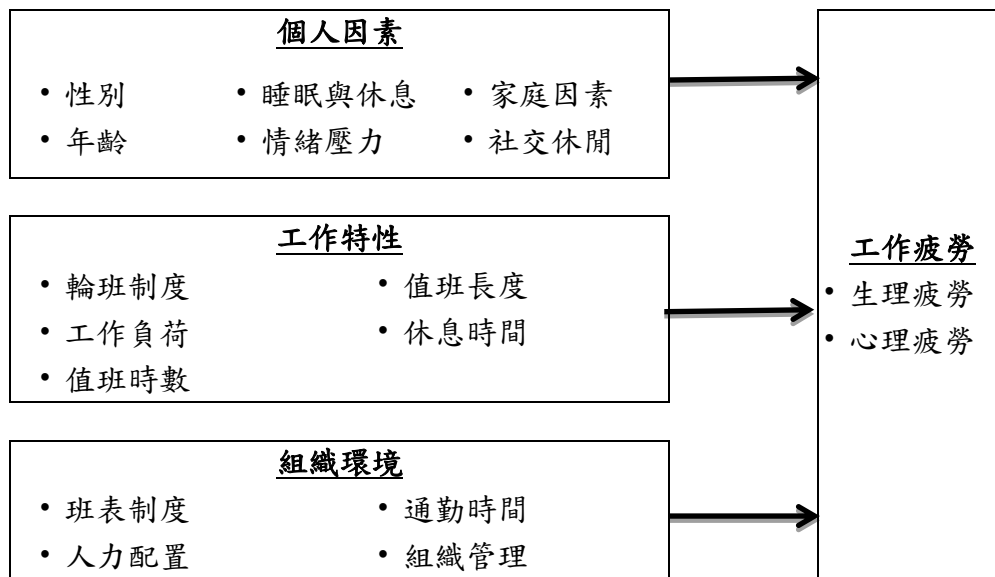 個人因素
• 性別 • 睡眠與休息 • 家庭因素
• 年齡 • 情緒壓力 • 社交休閒
工作特性
• 輪班制度 • 值班長度
• 工作負荷 • 休息時間
• 值班時數
組織環境
• 班表制度 • 通勤時間
• 人力配置 • 組織管理
工作疲勞
• 生理疲勞
• 心理疲勞